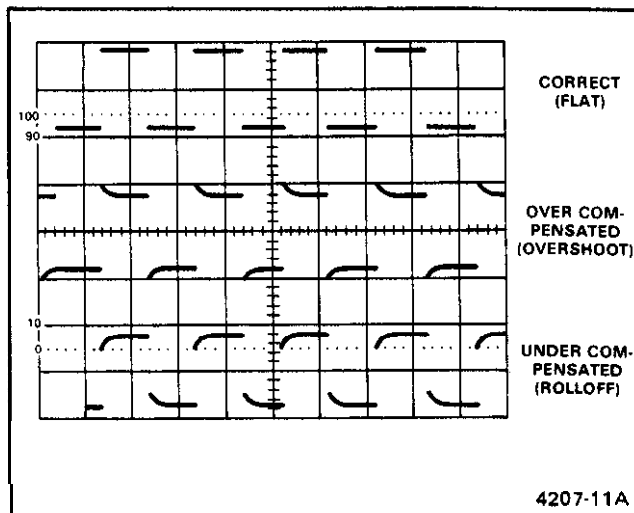 CORRECT
(FLAT)
100
90
OVER COM-
PENSATED
(OVERSHOOT)
10
0
UNDER COM-
PENSATED
(ROLLOFF)
4207-11A